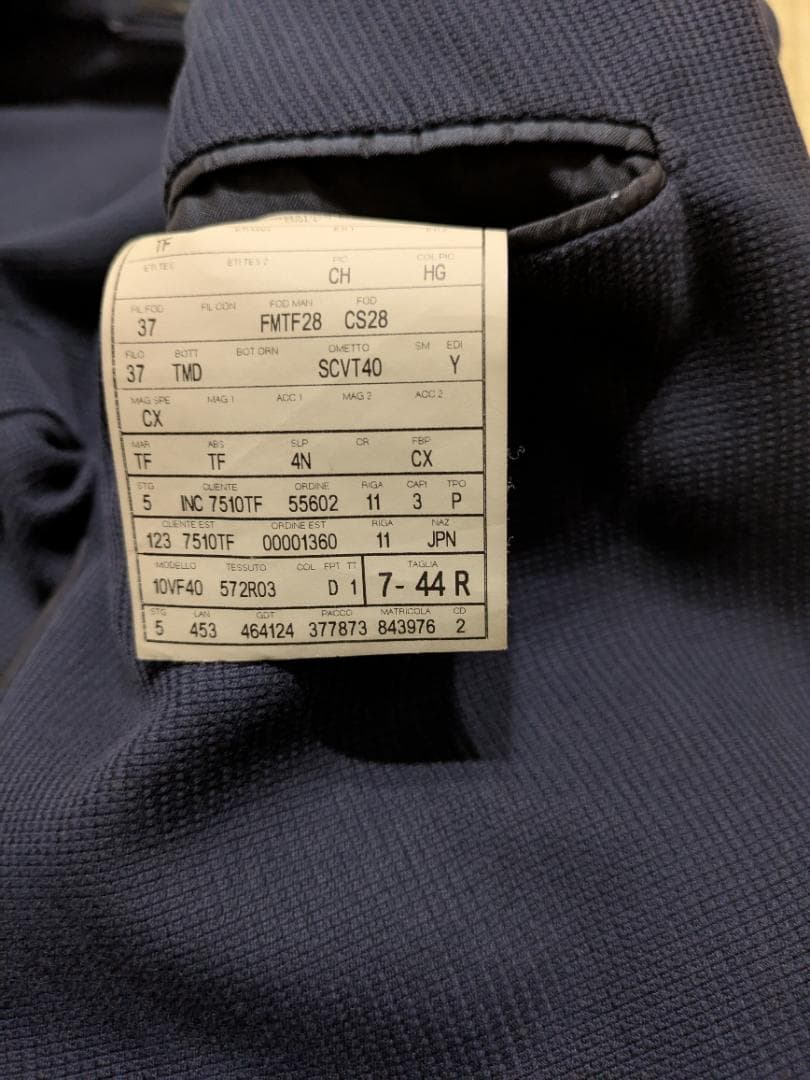 TF
ETI TES ETI TES 2 PIC COL PIC
CH HG
FIL FOD FIL CON FOD MAN FOD
37 FMTF28 CS28
FILO BOTT BOT ORN OMETTO SM EDI
37 TMD SCVT40 Y
MAG SPE MAG 1 ACC 1 MAG 2 ACC 2
CX
MAR ABS SLP CR FBP
TF TF 4N CX
STG CLIENTE ORDINE RIGA CAPI TPO
5 INC 7510TF 55602 11 3 P
CLIENTE EST ORDINE EST RIGA NAZ
123 7510TF 00001360 11 JPN
MODELLO TESSUTO COL FPT TT TAGLIA
10VF40 572R03 D 1 7- 44 R
STG LAN GDT PACCO MATRICOLA CD
5 453 464124 377873 843976 2